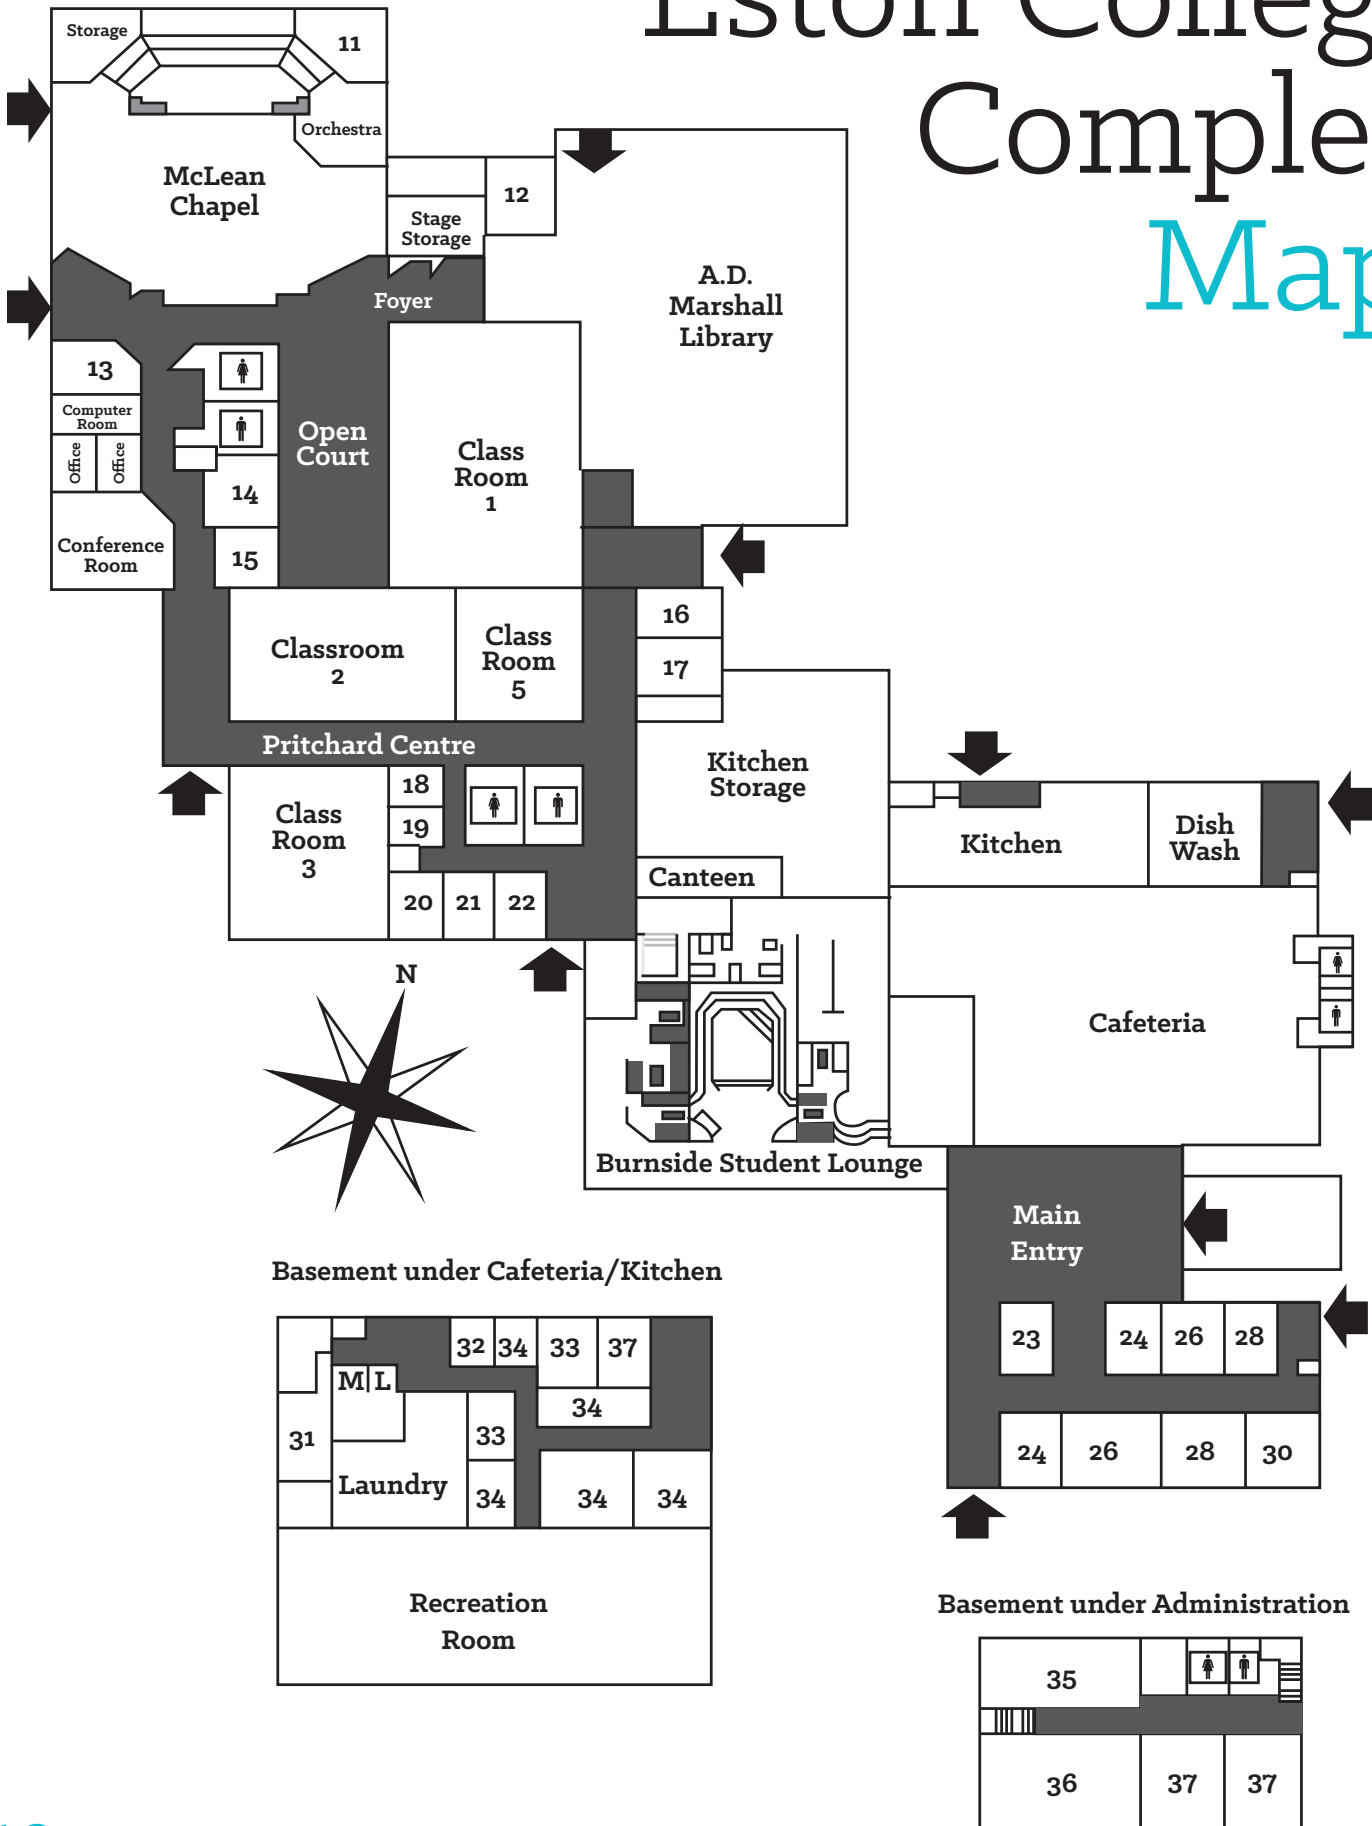 Eston Colleg
Comple
Map
Storage
11
Orchestra
McLean
Chapel
12
Stage
Storage
Foyer
A.D.
Marshall
Library
13
Computer
Room
Office
Office
Open
Court
Class
Room
1
14
Conference
Room
15
16
Classroom
2
Class
Room
5
17
Pritchard Centre
Kitchen
Storage
18
19
Class
Room
3
Kitchen
Dish
Wash
Canteen
20
21
22
N
Cafeteria
Burnside Student Lounge
Main
Entry
Basement under Cafeteria/Kitchen
23
24
26
28
32
34
33
37
M L
34
31
33
Laundry
34
34
34
24
26
28
30
Recreation
Room
Basement under Administration
35
36
37
37